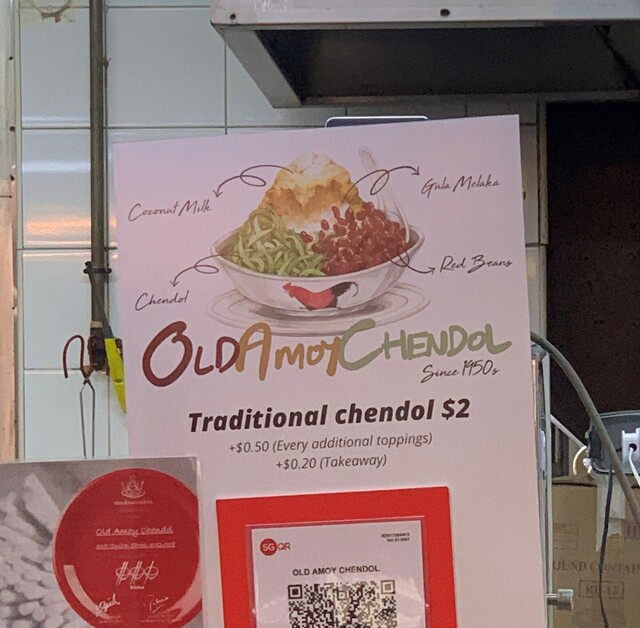 Coconut Milk
Gula Melaka
Chendol
Red Beans
OLD AMOY CHENDOL
Since 1950s
Traditional chendol $2
+$0.50 (Every additional toppings)
+$0.20 (Takeaway)
Old Amoy Chendol
SG QR
OLD AMOY CHENDOL